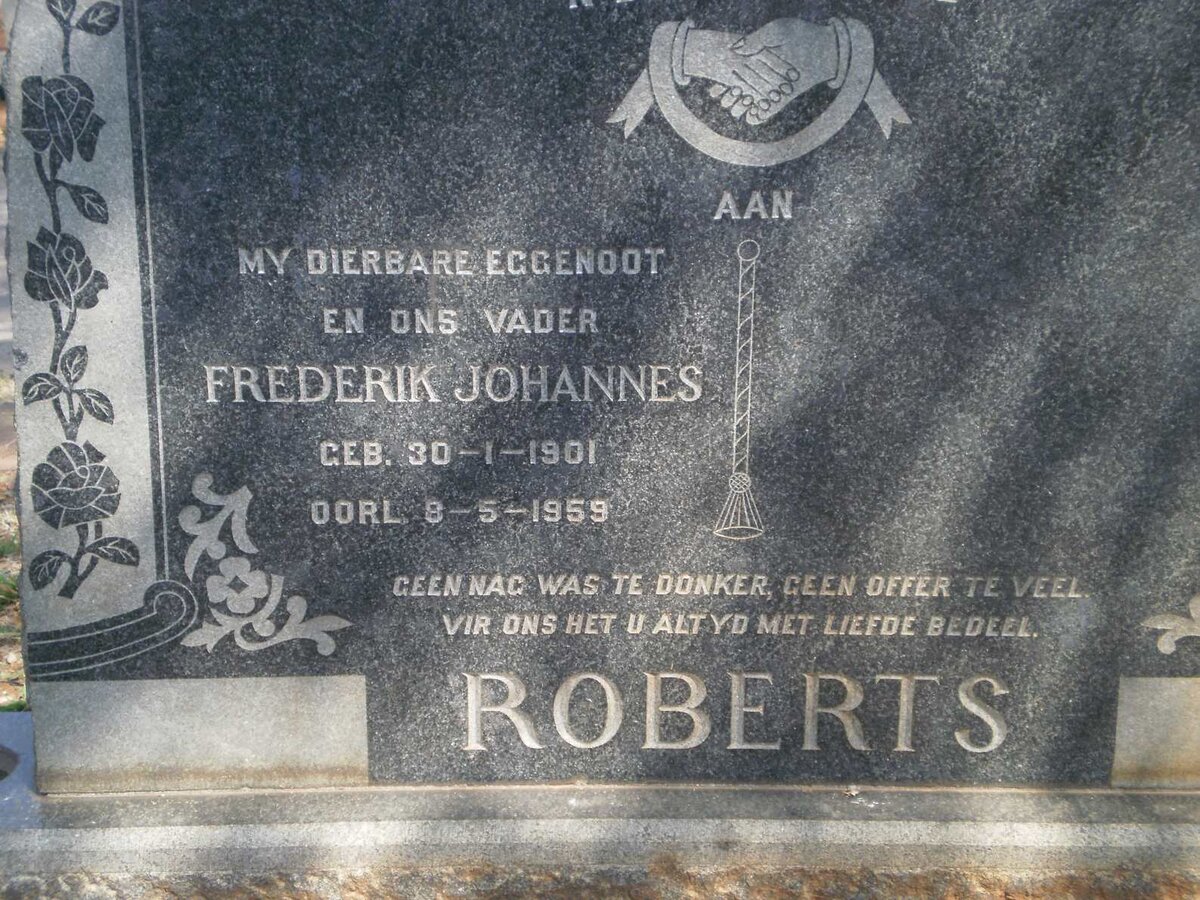 AAN
MY DIERBARE EGGENOOT
EN ONS VADER
FREDERIK JOHANNES
GEB. 30-1-1901
OORL. 8-5-1959
GEEN NAG WAS TE DONKER, GEEN OFFER TE VEEL.
VIR ONS HET U ALTYD MET LIEFDE BEDEEL.
ROBERTS